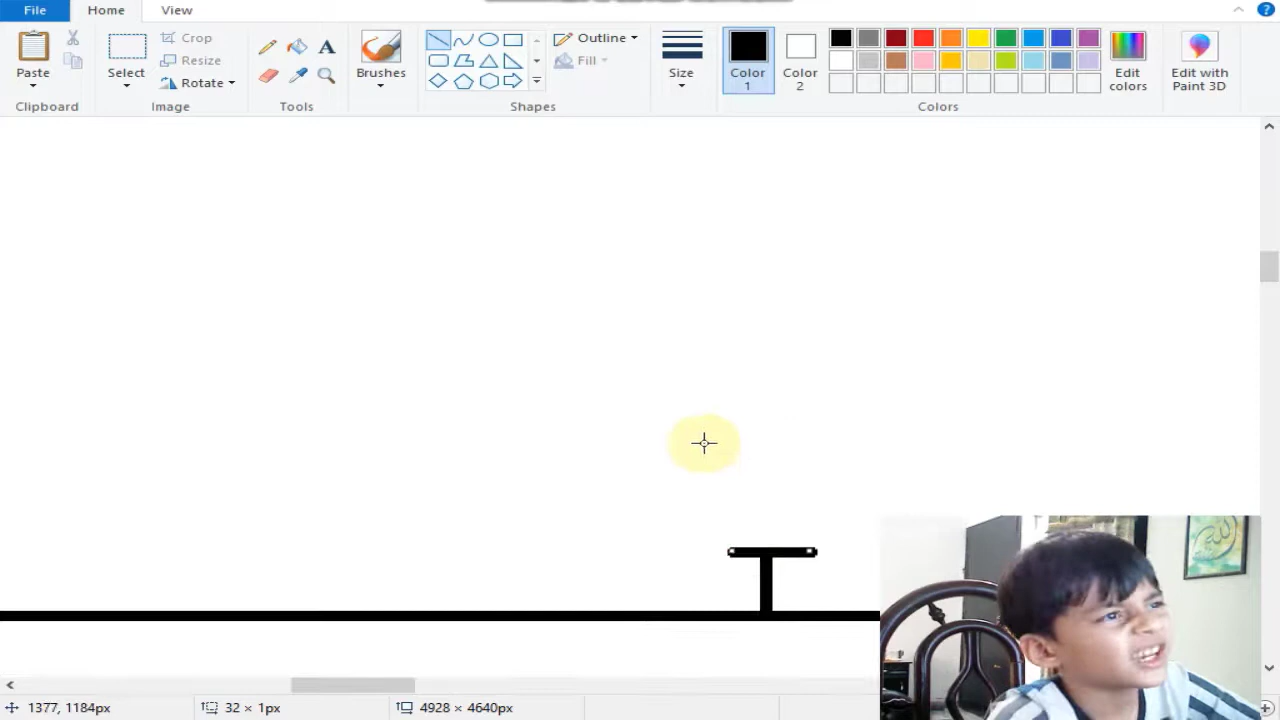 File Home View
Paste
Clipboard
Select
Crop
Resize
Rotate
Image
A
Tools
Brushes
Outline
Fill
Shapes
Size
Color 1
Color 2
Edit colors
Colors
Edit with Paint 3D
1377, 1184px 32 × 1px 4928 × 4640px